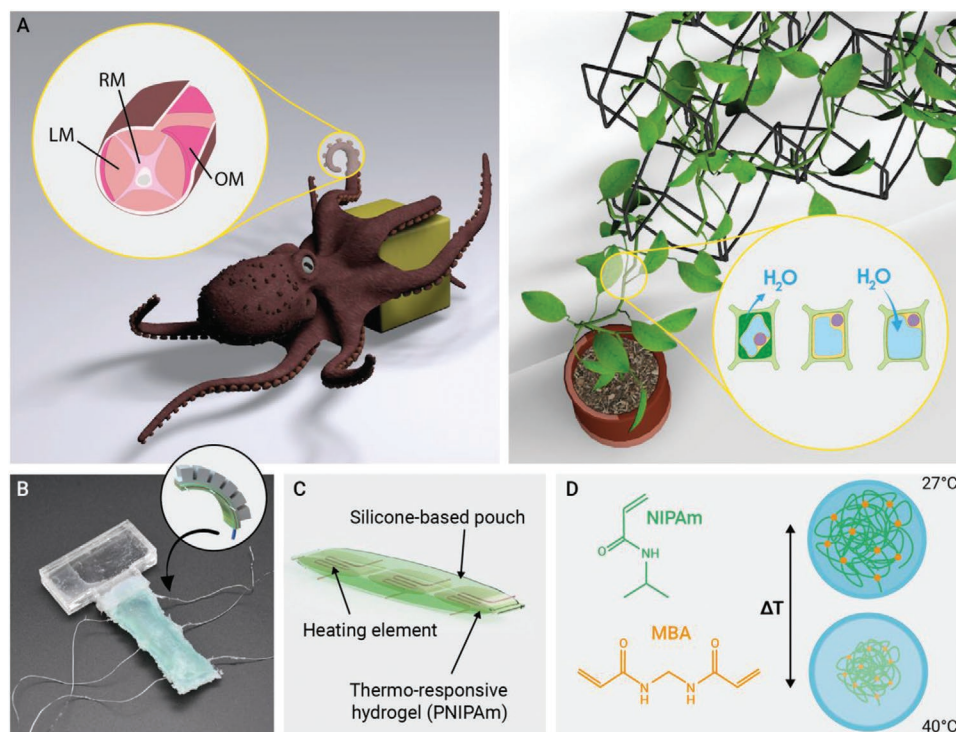 A
RM
LM
OM
H₂O
H₂O
B
C
Silicone-based pouch
Heating element
Thermo-responsive
hydrogel (PNIPAm)
D
NIPAm
O
NH
MBA
O
O
N
H
N
H
ΔT
27°C
40°C